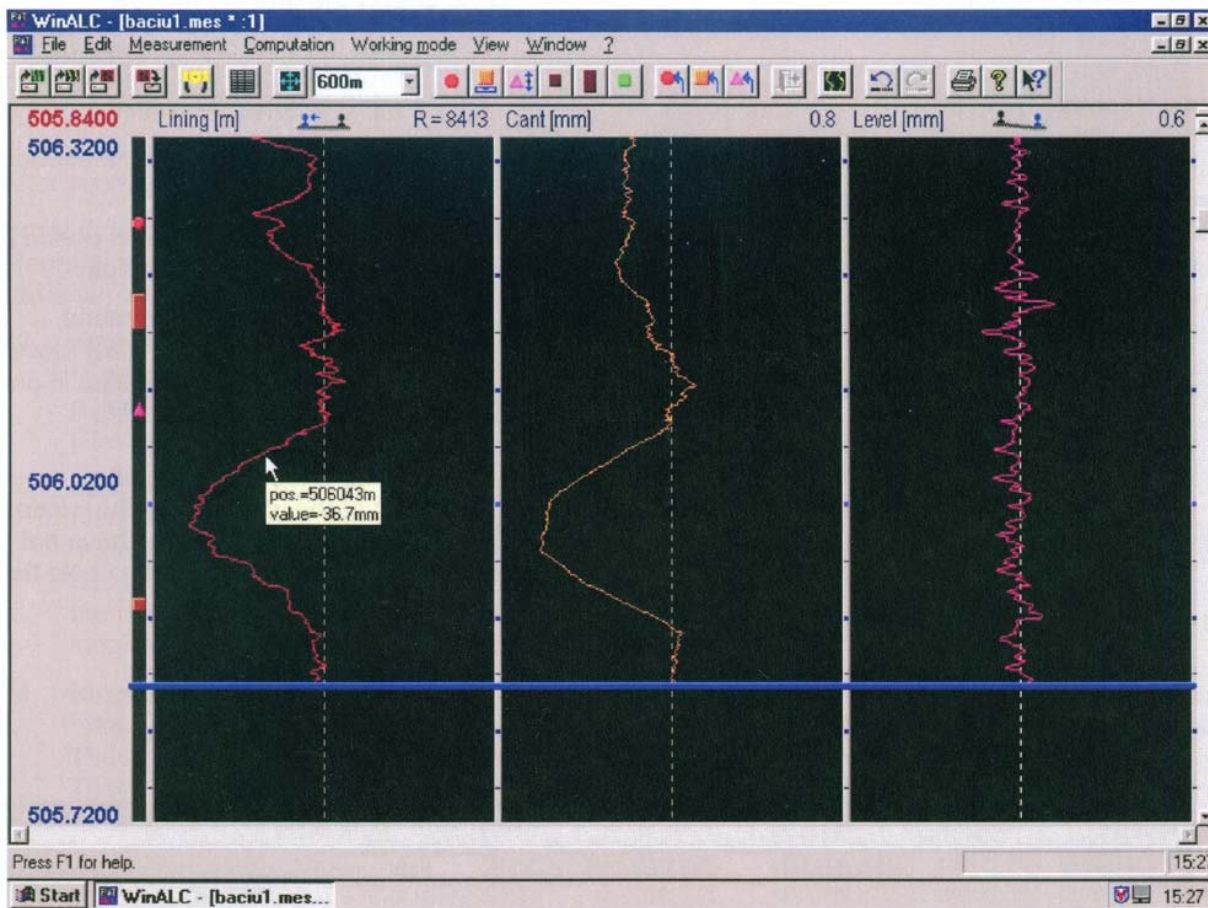 WinALC - [baciu1.mes * :1]
File Edit Measurement Computation Working mode View Window ?
600m
505.8400 Lining [m] R = 8413 Cant [mm] 0.8 Level [mm] 0.6
506.3200
506.0200
pos.=506043m
value=-36.7mm
505.7200
Press F1 for help.
15:27
Start WinALC - [baciu1.mes... 15:27